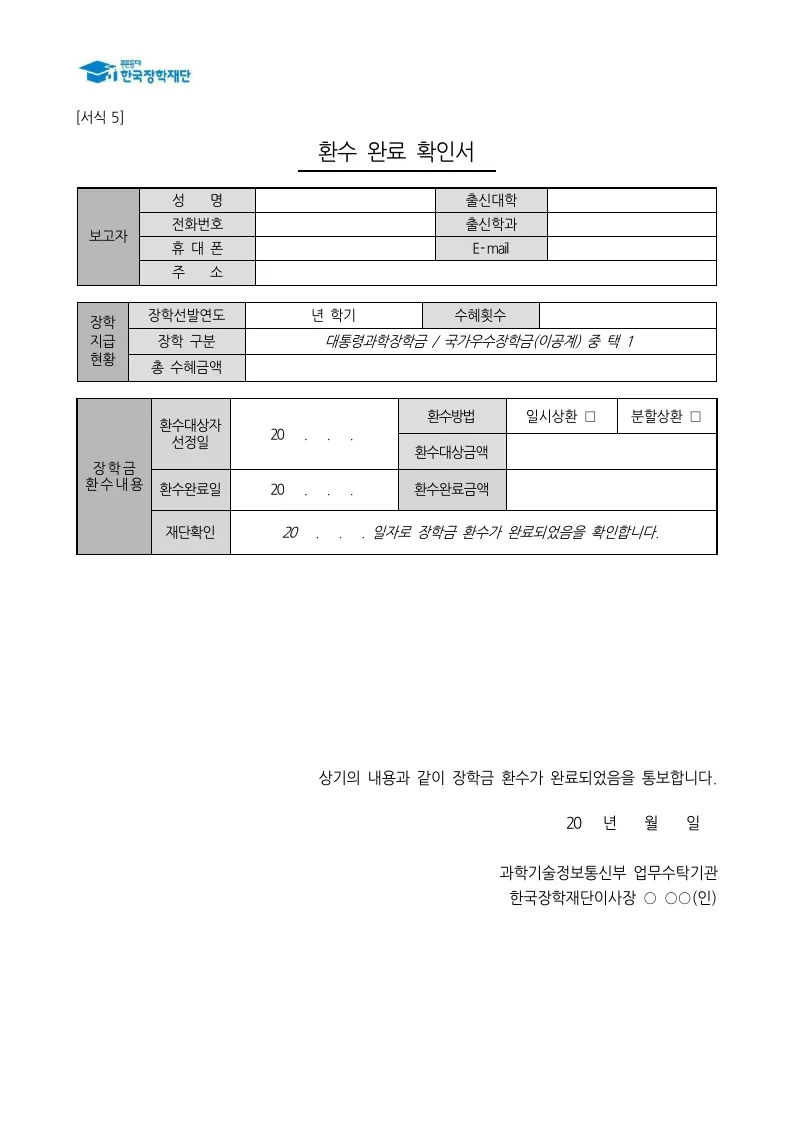 푸른등대
한국장학재단
[서식 5]
환수 완료 확인서
보고자
성 명
출신대학
전화번호
출신학과
휴 대 폰
E-mail
주 소
장학
지급
현황
장학선발연도
년 학기
수혜횟수
장학 구분
대통령과학장학금 / 국가우수장학금(이공계) 중 택 1
총 수혜금액
장학금
환수내용
환수대상자
선정일
20 . . .
환수방법
일시상환 □
분할상환 □
환수대상금액
환수완료일
20 . . .
환수완료금액
재단확인
20 . . . 일자로 장학금 환수가 완료되었음을 확인합니다.
상기의 내용과 같이 장학금 환수가 완료되었음을 통보합니다.
20 년 월 일
과학기술정보통신부 업무수탁기관
한국장학재단이사장 ○ ○○(인)